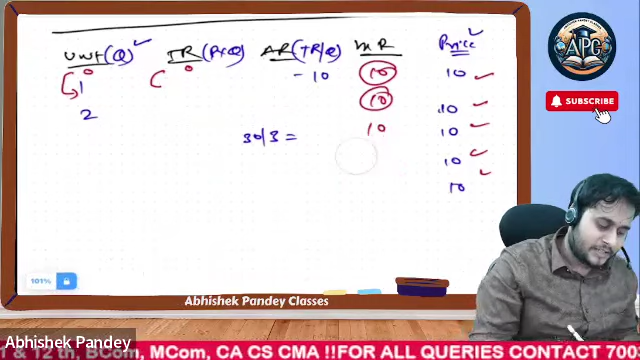 Unit (Q) TR (P×Q) AR (TR/Q) MR Price
0 0 - 10 10 10
1 10 10
2 30/3 = 10 10
10
10
APG
SUBSCRIBE
101%
Abhishek Pandey Classes
Abhishek Pandey
1 & 12 th, BCom, MCom, CA CS CMA !!FOR ALL QUERIES CONTACT 700